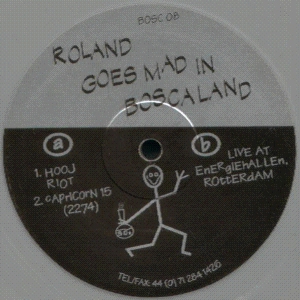 BOSC 08
ROLAND
GOES MAD IN
BOSCALAND
a
b
1. HOOJ
RIOT
2. CAPRICORN 15
(2274)
LIVE AT
ENERGIEHALLEN,
ROTTERDAM
TEL/FAX: 44 (0) 71 284 1426